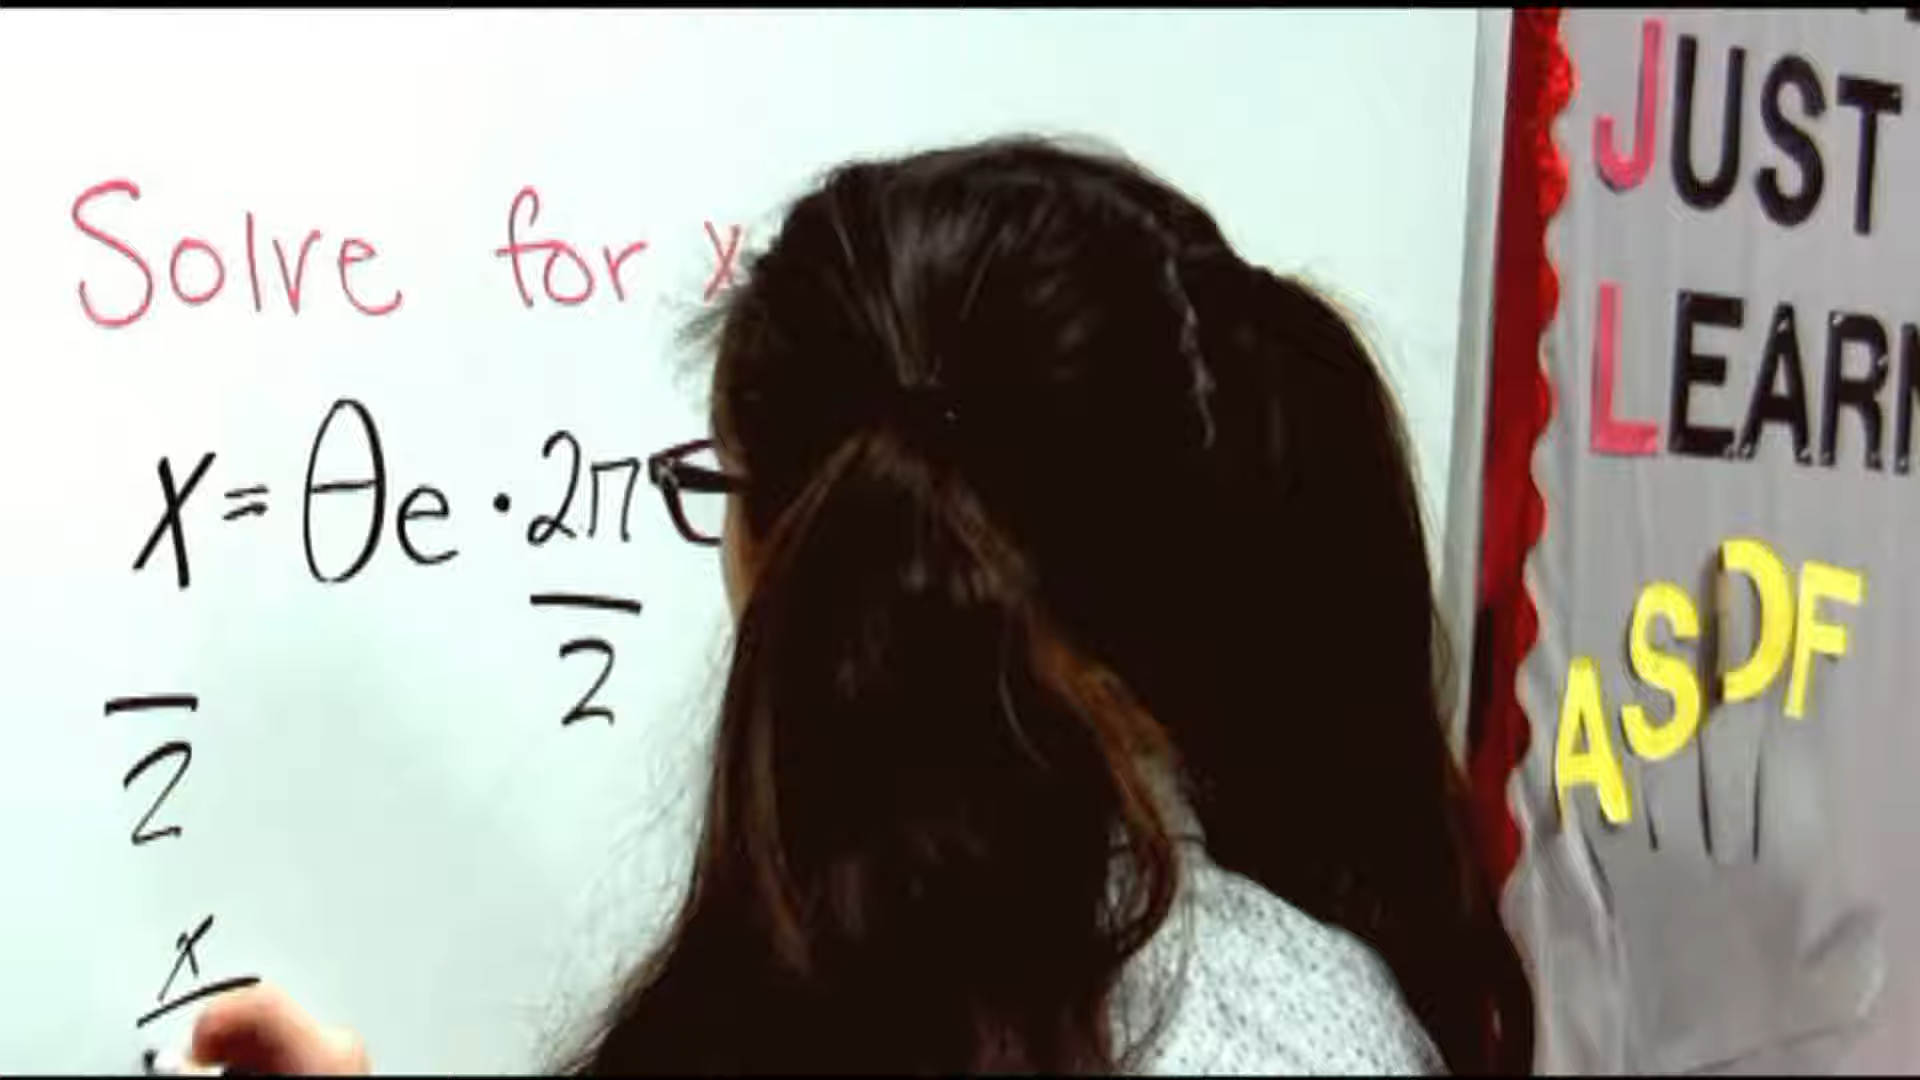 Solve for x
x = θe · 2π
2
2
x
JUST
LEARN
ASDF